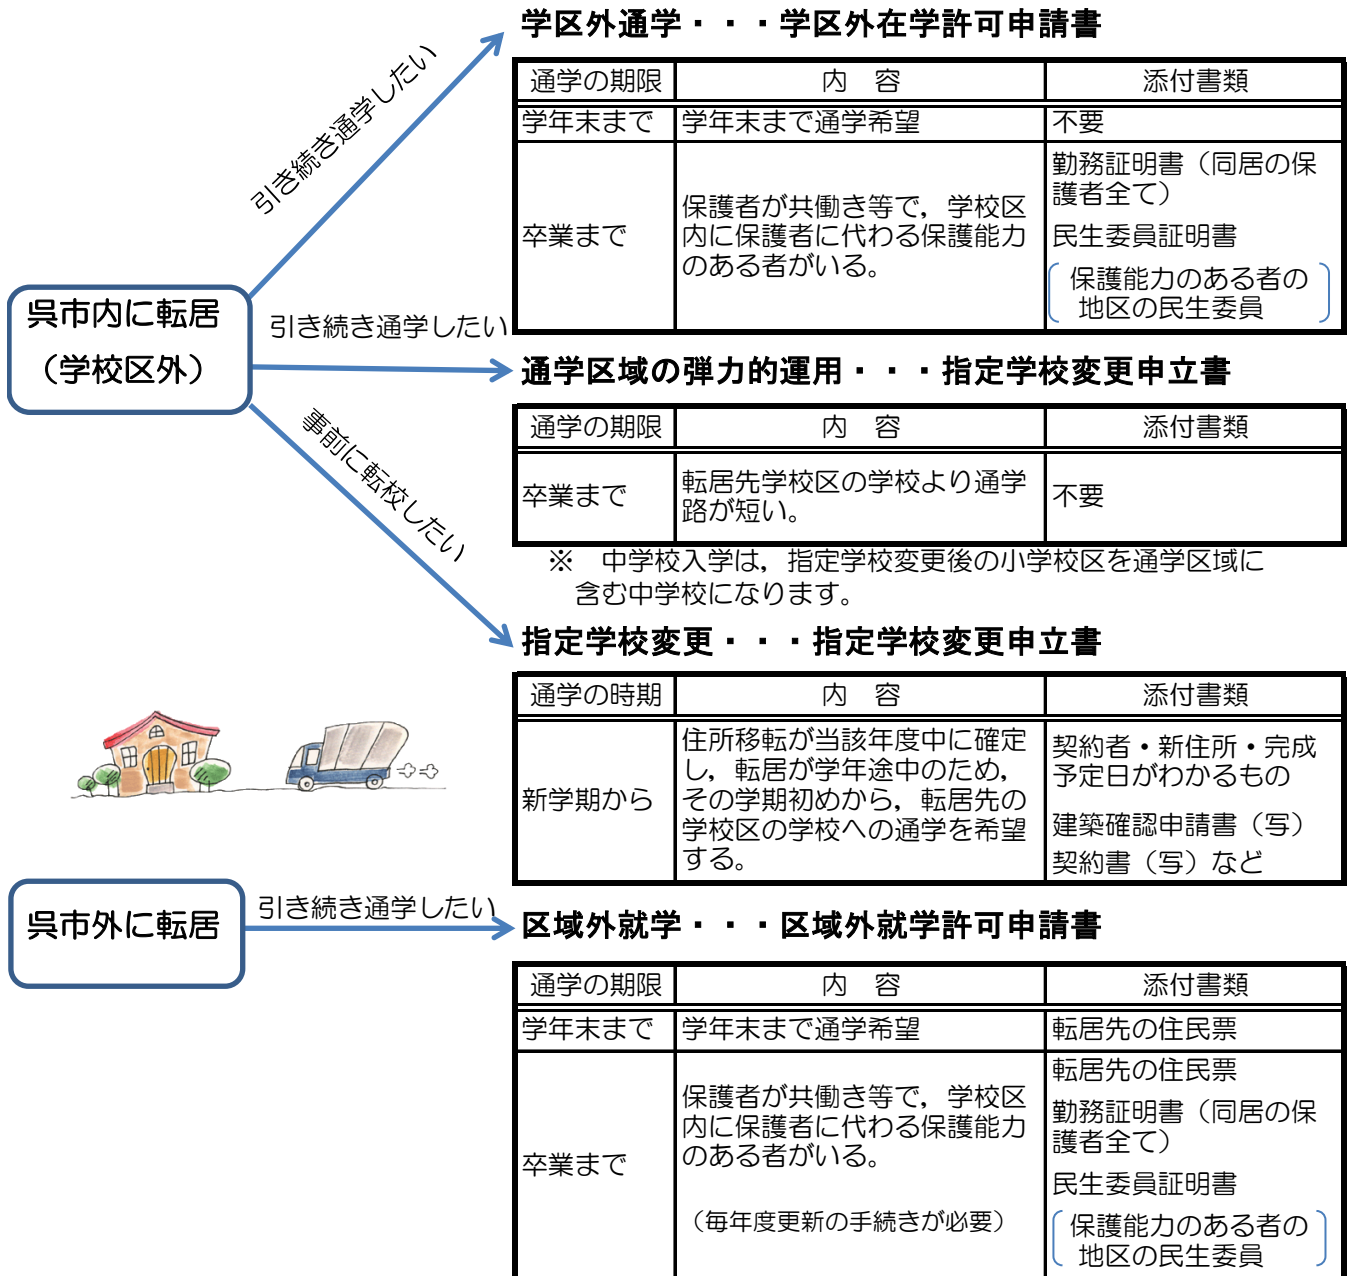 学区外通学・・・学区外在学許可申請書
引き続き通学したい
通学の期限 内　容 添付書類
学年末まで 学年末まで通学希望 不要
卒業まで
保護者が共働き等で，学校区
内に保護者に代わる保護能力
のある者がいる。
勤務証明書（同居の保
護者全て）
民生委員証明書
保護能力のある者の
地区の民生委員
呉市内に転居
（学校区外）
引き続き通学したい
通学区域の弾力的運用・・・指定学校変更申立書
通学の期限 内　容 添付書類
卒業まで
転居先学校区の学校より通学
路が短い。
不要
※　中学校入学は，指定学校変更後の小学校区を通学区域に
含む中学校になります。
事前に転校したい
指定学校変更・・・指定学校変更申立書
通学の時期 内　容 添付書類
新学期から
住所移転が当該年度中に確定
し，転居が学年途中のため，
その学期初めから，転居先の
学校区の学校への通学を希望
する。
契約者・新住所・完成
予定日がわかるもの
建築確認申請書（写）
契約書（写）など
呉市外に転居
引き続き通学したい
区域外就学・・・区域外就学許可申請書
通学の期限 内　容 添付書類
学年末まで 学年末まで通学希望 転居先の住民票
卒業まで
保護者が共働き等で，学校区
内に保護者に代わる保護能力
のある者がいる。
（毎年度更新の手続きが必要）
転居先の住民票
勤務証明書（同居の保
護者全て）
民生委員証明書
保護能力のある者の
地区の民生委員